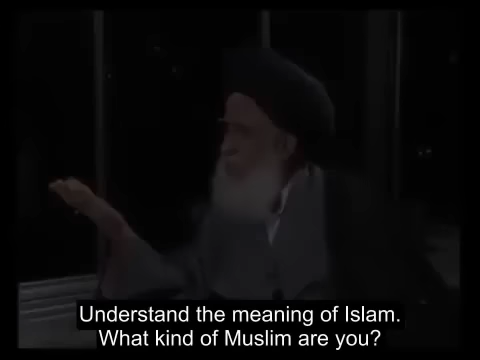 Understand the meaning of Islam.
What kind of Muslim are you?